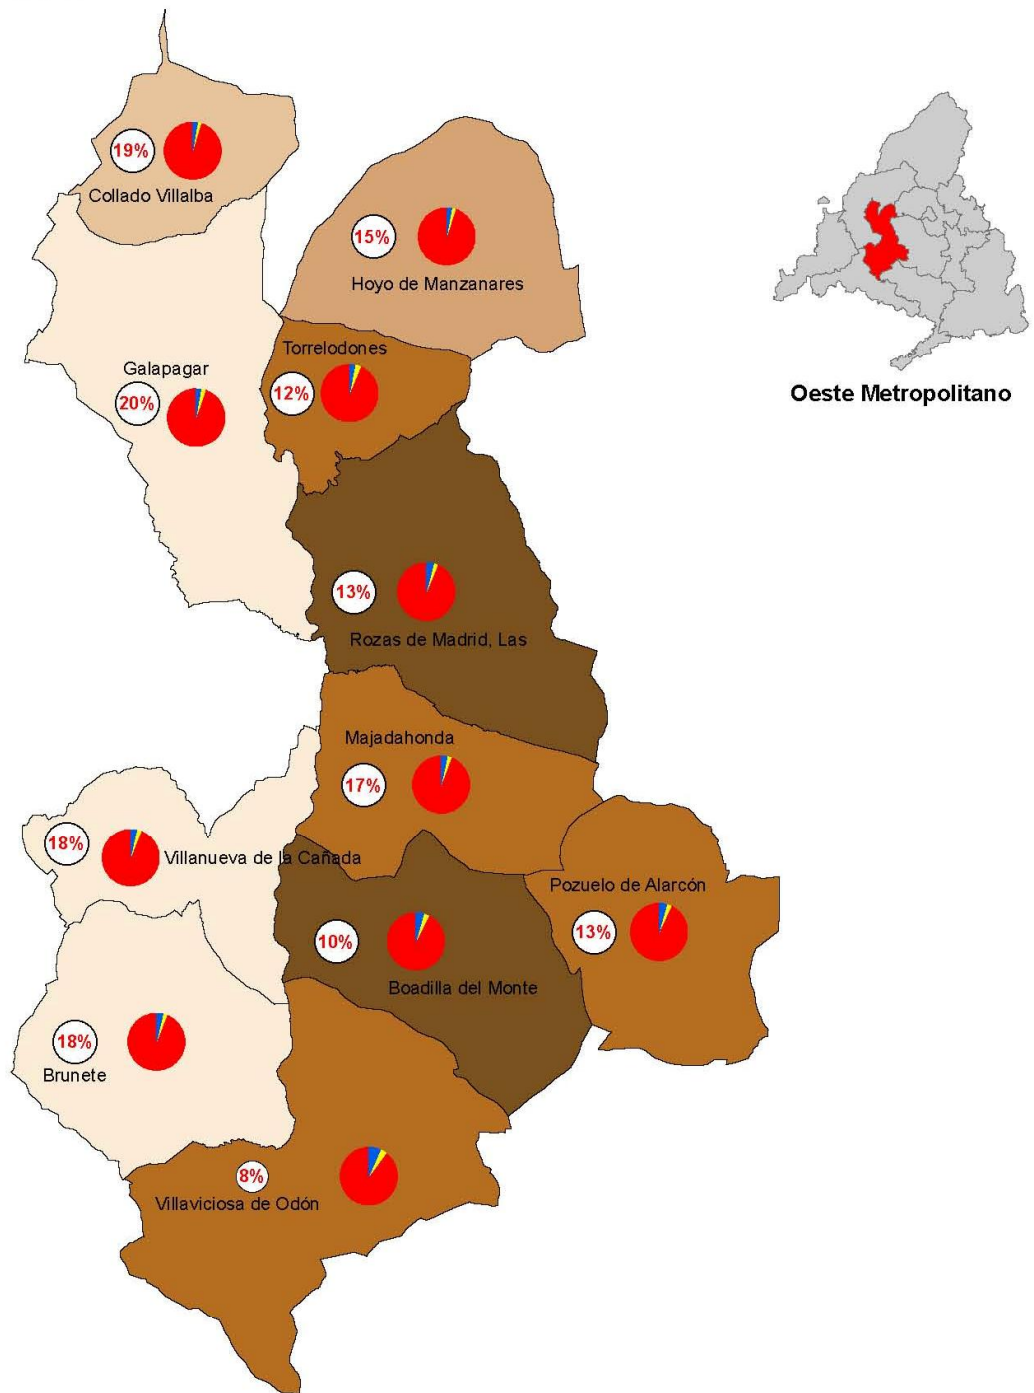 19%
Collado Villalba
15%
Hoyo de Manzanares
Torrelodones
12%
Galapagar
20%
Oeste Metropolitano
13%
Rozas de Madrid, Las
Majadahonda
17%
18%
Villanueva de la Cañada
Pozuelo de Alarcón
13%
10%
Boadilla del Monte
18%
Brunete
8%
Villaviciosa de Odón